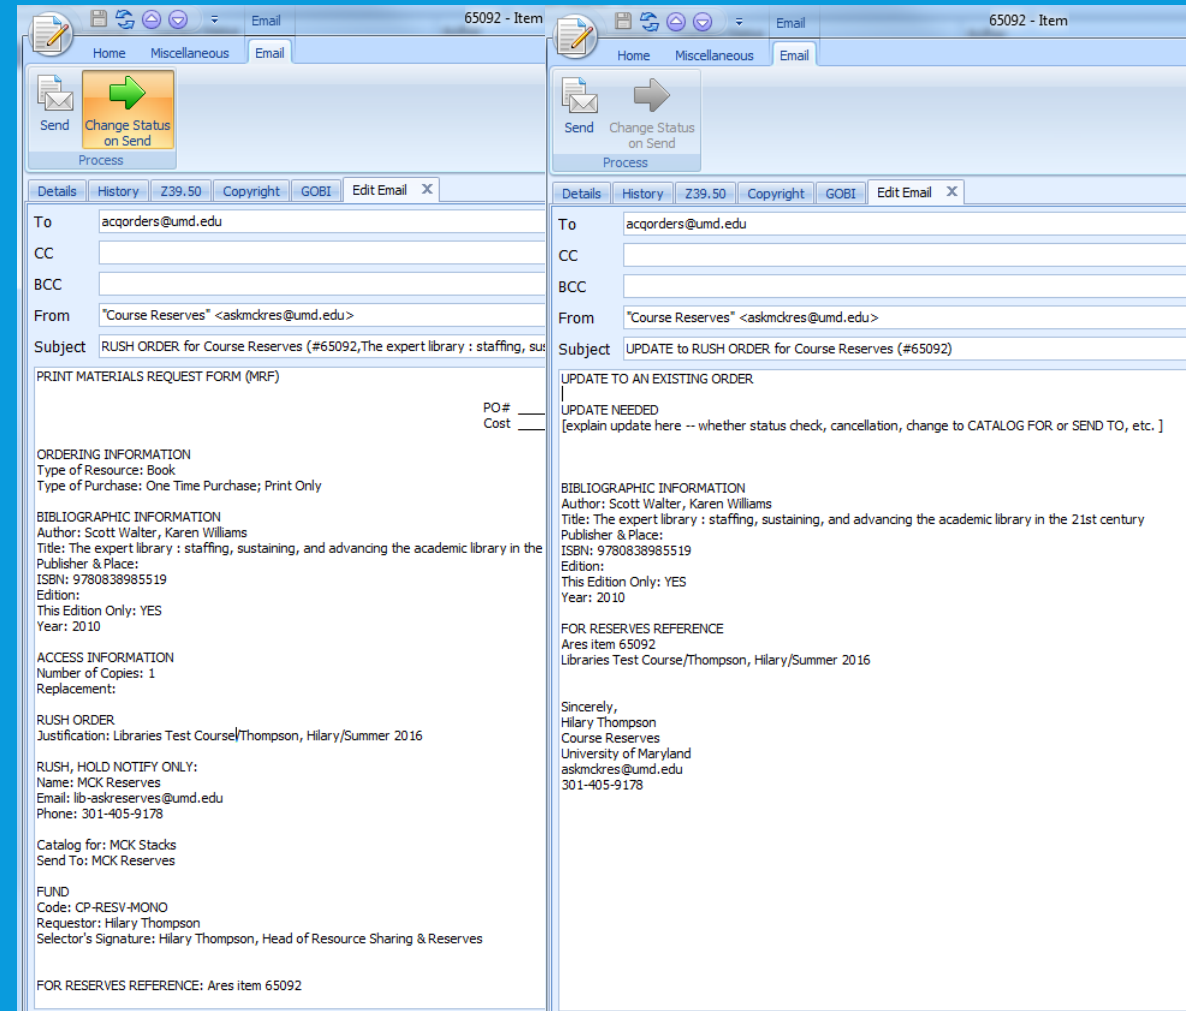 Email
65092 - Item
Home Miscellaneous Email
Send
Change Status
on Send
Process
Details History Z39.50 Copyright GOBI Edit Email X
To acqorders@umd.edu
CC
BCC
From "Course Reserves" <askmckres@umd.edu>
Subject RUSH ORDER for Course Reserves (#65092,The expert library : staffing, sus
PRINT MATERIALS REQUEST FORM (MRF)
PO# ____
Cost ____
ORDERING INFORMATION
Type of Resource: Book
Type of Purchase: One Time Purchase; Print Only
BIBLIOGRAPHIC INFORMATION
Author: Scott Walter, Karen Williams
Title: The expert library : staffing, sustaining, and advancing the academic library in the
Publisher & Place:
ISBN: 9780838985519
Edition:
This Edition Only: YES
Year: 2010
ACCESS INFORMATION
Number of Copies: 1
Replacement:
RUSH ORDER
Justification: Libraries Test Course/Thompson, Hilary/Summer 2016
RUSH, HOLD NOTIFY ONLY:
Name: MCK Reserves
Email: lib-askreserves@umd.edu
Phone: 301-405-9178
Catalog for: MCK Stacks
Send To: MCK Reserves
FUND
Code: CP-RESV-MONO
Requestor: Hilary Thompson
Selector's Signature: Hilary Thompson, Head of Resource Sharing & Reserves
FOR RESERVES REFERENCE: Ares item 65092
Email
65092 - Item
Home Miscellaneous Email
Send
Change Status
on Send
Process
Details History Z39.50 Copyright GOBI Edit Email X
To acqorders@umd.edu
CC
BCC
From "Course Reserves" <askmckres@umd.edu>
Subject UPDATE to RUSH ORDER for Course Reserves (#65092)
UPDATE TO AN EXISTING ORDER
UPDATE NEEDED
[explain update here -- whether status check, cancellation, change to CATALOG FOR or SEND TO, etc. ]
BIBLIOGRAPHIC INFORMATION
Author: Scott Walter, Karen Williams
Title: The expert library : staffing, sustaining, and advancing the academic library in the 21st century
Publisher & Place:
ISBN: 9780838985519
Edition:
This Edition Only: YES
Year: 2010
FOR RESERVES REFERENCE
Ares item 65092
Libraries Test Course/Thompson, Hilary/Summer 2016
Sincerely,
Hilary Thompson
Course Reserves
University of Maryland
askmckres@umd.edu
301-405-9178